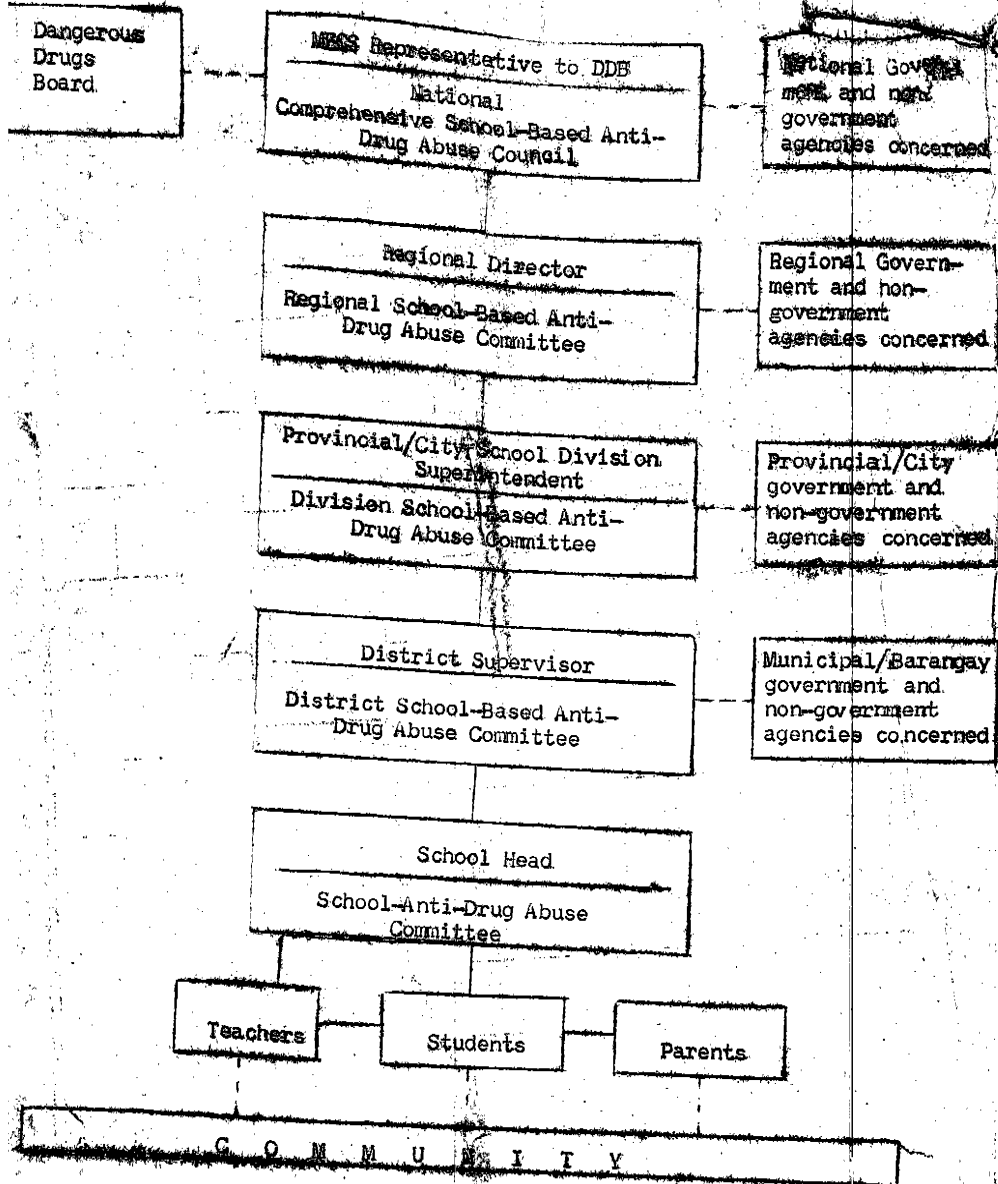 Dangerous
Drugs
Board
MECS Representative to DDB
National
Comprehensive School-Based Anti-
Drug Abuse Council
National Govern-
ment and non-
government
agencies concerned
Regional Director
Regional School-Based Anti-
Drug Abuse Committee
Regional Govern-
ment and non-
government
agencies concerned
Provincial/City School Division
Superintendent
Division School-Based Anti-
Drug Abuse Committee
Provincial/City
government and
non-government
agencies concerned
District Supervisor
District School-Based Anti-
Drug Abuse Committee
Municipal/Barangay
government and
non-government
agencies concerned
School Head
School-Anti-Drug Abuse
Committee
Teachers
Students
Parents
C O M M U N I T Y